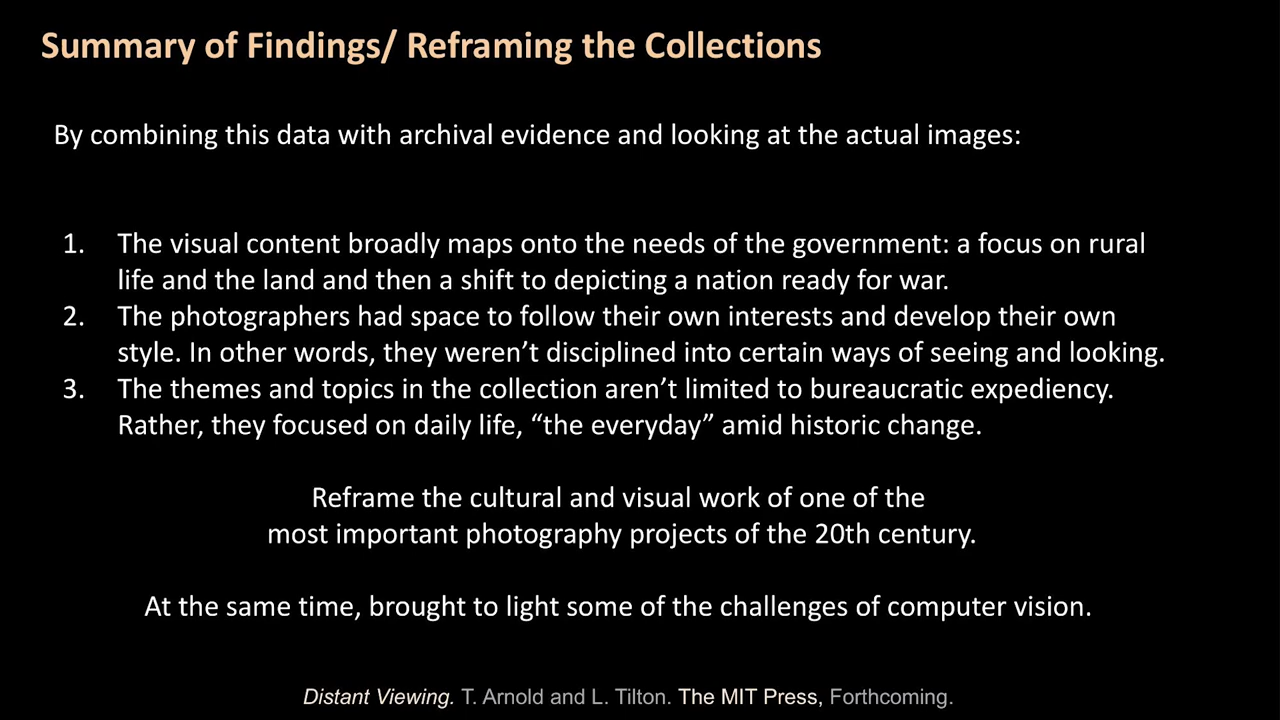 Summary of Findings/ Reframing the Collections
By combining this data with archival evidence and looking at the actual images:
1. The visual content broadly maps onto the needs of the government: a focus on rural
life and the land and then a shift to depicting a nation ready for war.
2. The photographers had space to follow their own interests and develop their own
style. In other words, they weren’t disciplined into certain ways of seeing and looking.
3. The themes and topics in the collection aren’t limited to bureaucratic expediency.
Rather, they focused on daily life, “the everyday” amid historic change.
Reframe the cultural and visual work of one of the
most important photography projects of the 20th century.
At the same time, brought to light some of the challenges of computer vision.
Distant Viewing. T. Arnold and L. Tilton. The MIT Press, Forthcoming.